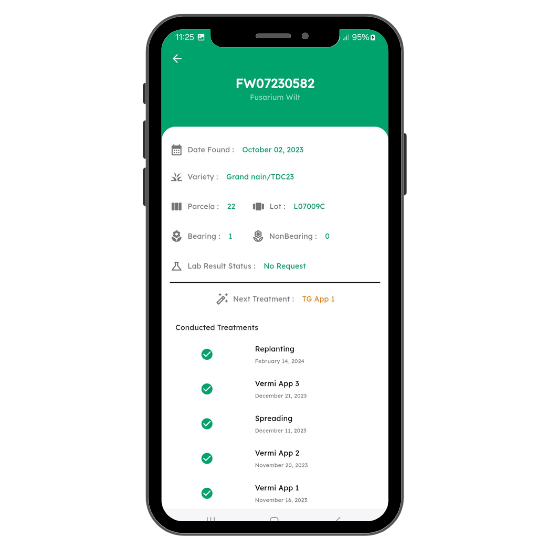 11:25 95%
FW07230582
Fusarium Wilt
Date Found : October 02, 2023
Variety : Grand nain/TDC23
Parcela : 22 Lot : L07009C
Bearing : 1 NonBearing : 0
Lab Result Status : No Request
Next Treatment : TG App 1
Conducted Treatments
Replanting
February 14, 2024
Vermi App 3
December 21, 2023
Spreading
December 11, 2023
Vermi App 2
November 20, 2023
Vermi App 1
November 16, 2023